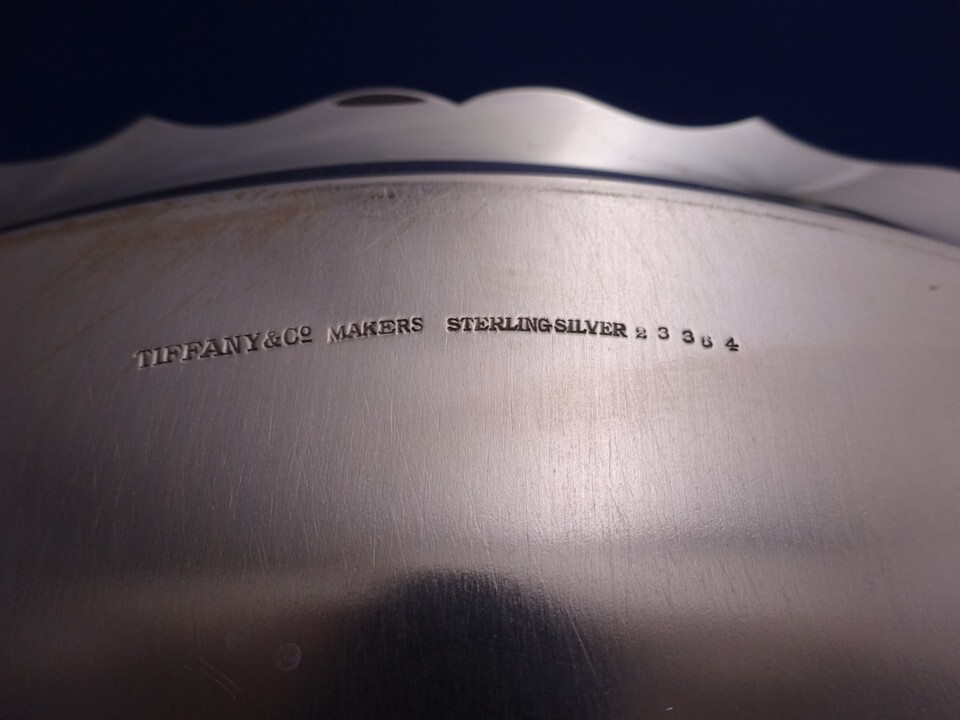 TIFFANY & Cº MAKERS STERLING SILVER 23364